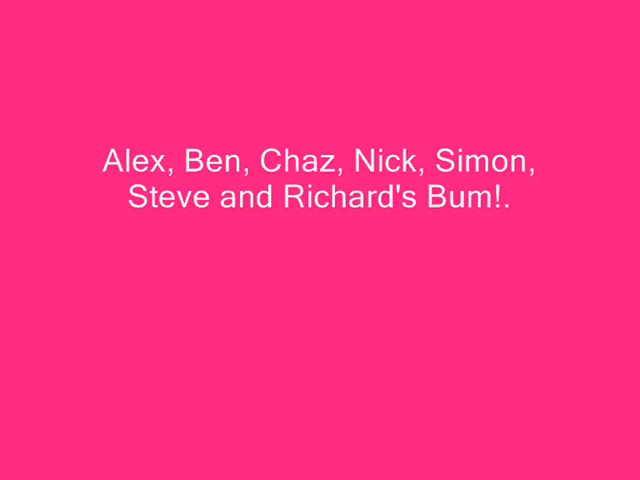 Alex, Ben, Chaz, Nick, Simon,
Steve and Richard's Bum!.